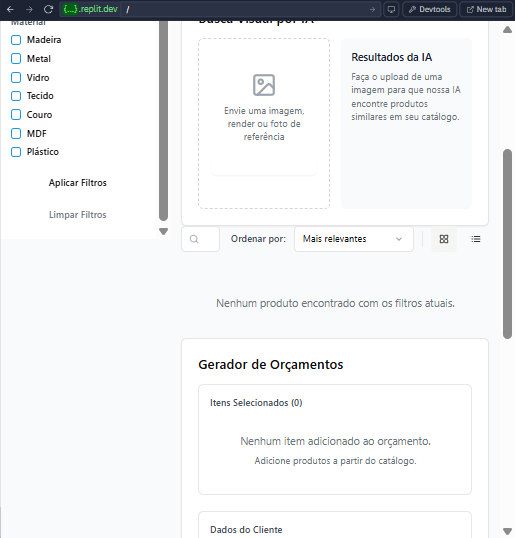 {...}.replit.dev /
Devtools
New tab
Material
Madeira
Metal
Vidro
Tecido
Couro
MDF
Plástico
Aplicar Filtros
Limpar Filtros
Busca Visual por IA
Envie uma imagem,
render ou foto de
referência
Resultados da IA
Faça o upload de uma
imagem para que nossa IA
encontre produtos
similares em seu catálogo.
Ordenar por:
Mais relevantes
Nenhum produto encontrado com os filtros atuais.
Gerador de Orçamentos
Itens Selecionados (0)
Nenhum item adicionado ao orçamento.
Adicione produtos a partir do catálogo.
Dados do Cliente